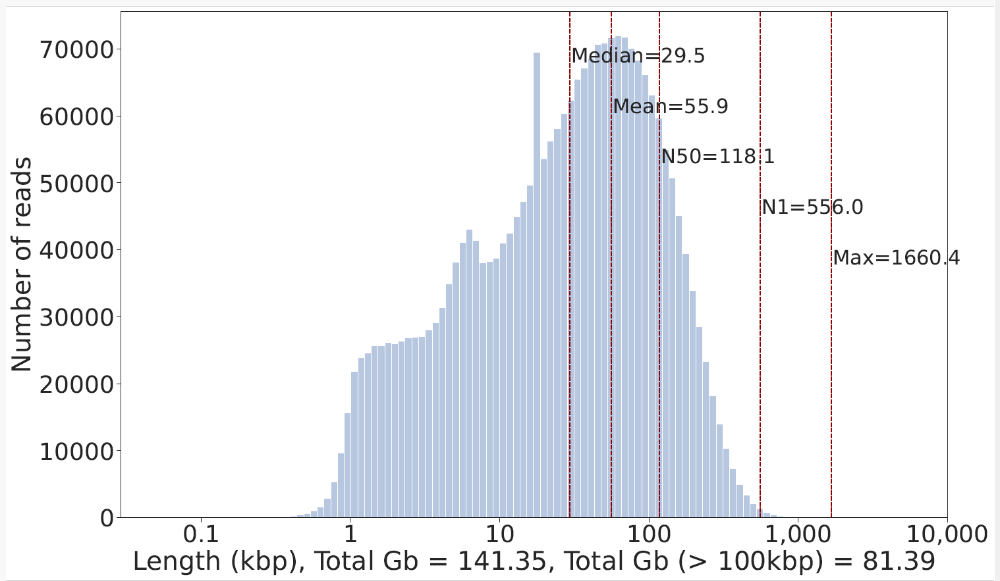 70000
60000
50000
40000
30000
20000
10000
0
Number of reads
Median=29.5
Mean=55.9
N50=118.1
N1=556.0
Max=1660.4
0.1 1 10 100 1,000 10,000
Length (kbp), Total Gb = 141.35, Total Gb (> 100kbp) = 81.39